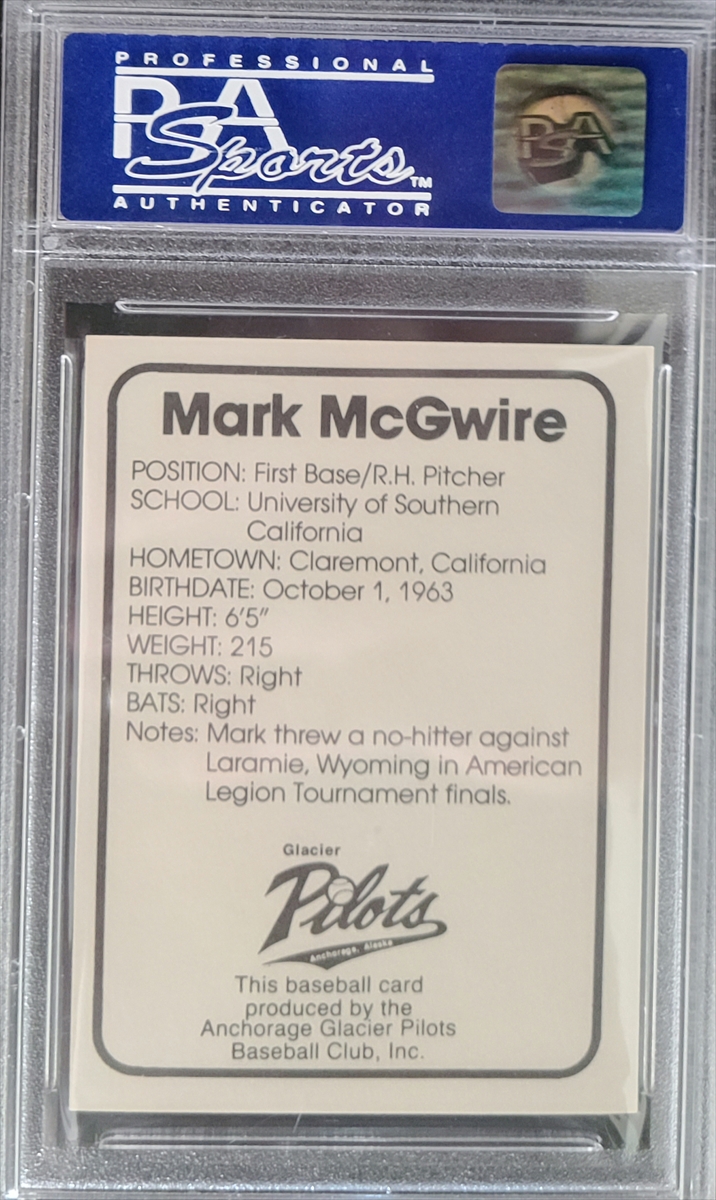 PROFESSIONAL
PSA
Sports™
AUTHENTICATOR
PSA
Mark McGwire
POSITION: First Base/R.H. Pitcher
SCHOOL: University of Southern
California
HOMETOWN: Claremont, California
BIRTHDATE: October 1, 1963
HEIGHT: 6'5"
WEIGHT: 215
THROWS: Right
BATS: Right
Notes: Mark threw a no-hitter against
Laramie, Wyoming in American
Legion Tournament finals.
Glacier
Pilots
Anchorage, Alaska
This baseball card
produced by the
Anchorage Glacier Pilots
Baseball Club, Inc.